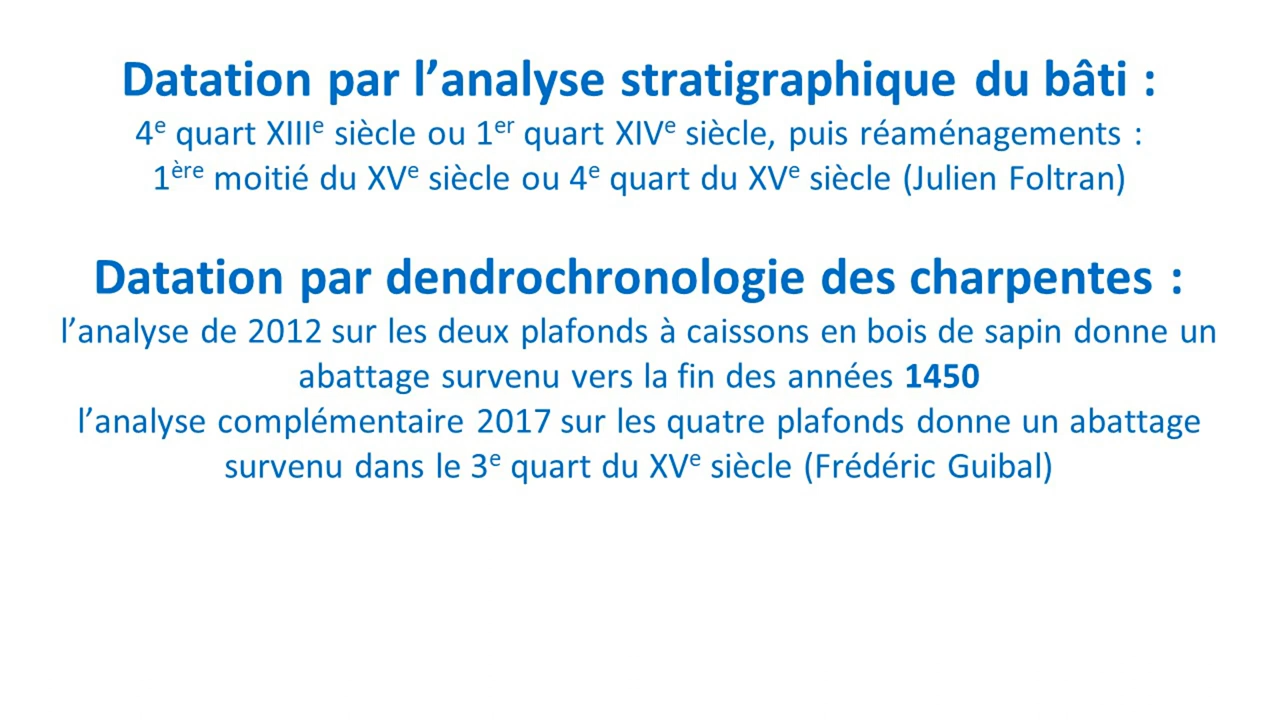 Datation par l’analyse stratigraphique du bâti :
4e quart XIIIe siècle ou 1er quart XIVe siècle, puis réaménagements :
1ère moitié du XVe siècle ou 4e quart du XVe siècle (Julien Foltran)
Datation par dendrochronologie des charpentes :
l’analyse de 2012 sur les deux plafonds à caissons en bois de sapin donne un
abattage survenu vers la fin des années 1450
l’analyse complémentaire 2017 sur les quatre plafonds donne un abattage
survenu dans le 3e quart du XVe siècle (Frédéric Guibal)